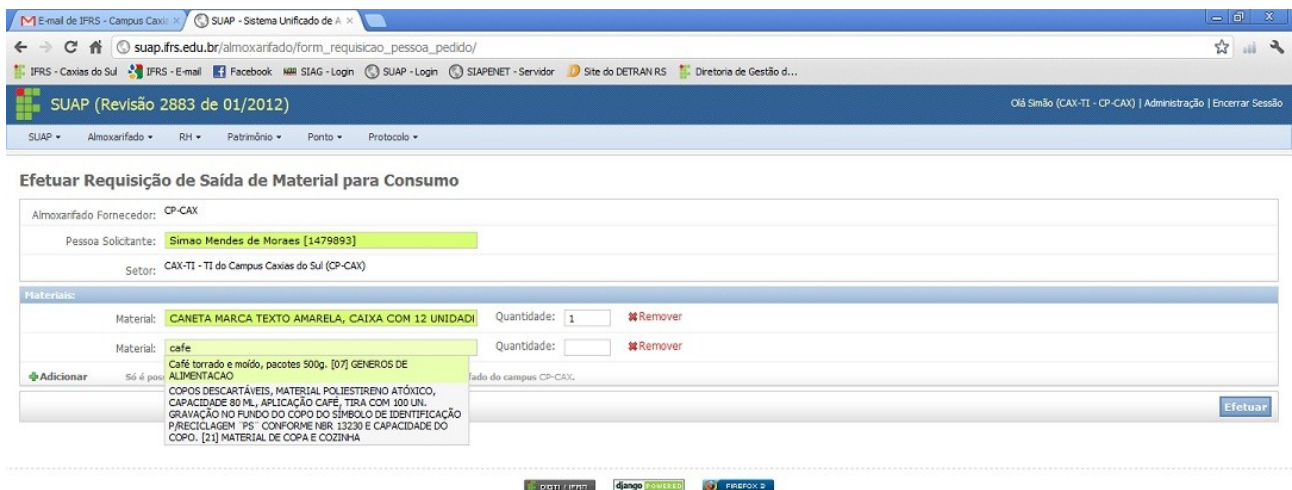 E-mail de IFRS - Campus Caxia
SUAP - Sistema Unificado de A
suap.ifrs.edu.br/almoxarifado/form_requisicao_pessoa_pedido/
IFRS - Caxias do Sul IFRS - E-mail Facebook SIAG - Login SUAP - Login SIAPENET - Servidor Site do DETRAN RS Diretoria de Gestão d...
SUAP (Revisão 2883 de 01/2012)
Olá Simão (CAX-TI - CP-CAX) | Administração | Encerrar Sessão
SUAP Almoxarifado RH Patrimônio Ponto Protocolo
Efetuar Requisição de Saída de Material para Consumo
Almoxarifado Fornecedor: CP-CAX
Pessoa Solicitante: Simao Mendes de Moraes [1479893]
Setor: CAX-TI - TI do Campus Caxias do Sul (CP-CAX)
Materiais:
Material: CANETA MARCA TEXTO AMARELA, CAIXA COM 12 UNIDADI Quantidade: 1 Remover
Material: cafe Quantidade: Remover
Café torrado e moído, pacotes 500g. [07] GENEROS DE
ALIMENTACAO
Adicionar Só é pos fado do campus CP-CAX.
COPOS DESCARTÁVEIS, MATERIAL POLIESTIRENO ATÓXICO,
CAPACIDADE 80 ML, APLICAÇÃO CAFÉ, TIRA COM 100 UN.
GRAVAÇÃO NO FUNDO DO COPO DO SÍMBOLO DE IDENTIFICAÇÃO
P/RECICLAGEM ¨PS¨ CONFORME NBR 13230 E CAPACIDADE DO
COPO. [21] MATERIAL DE COPA E COZINHA
Efetuar
django POWERED
FIREFOX